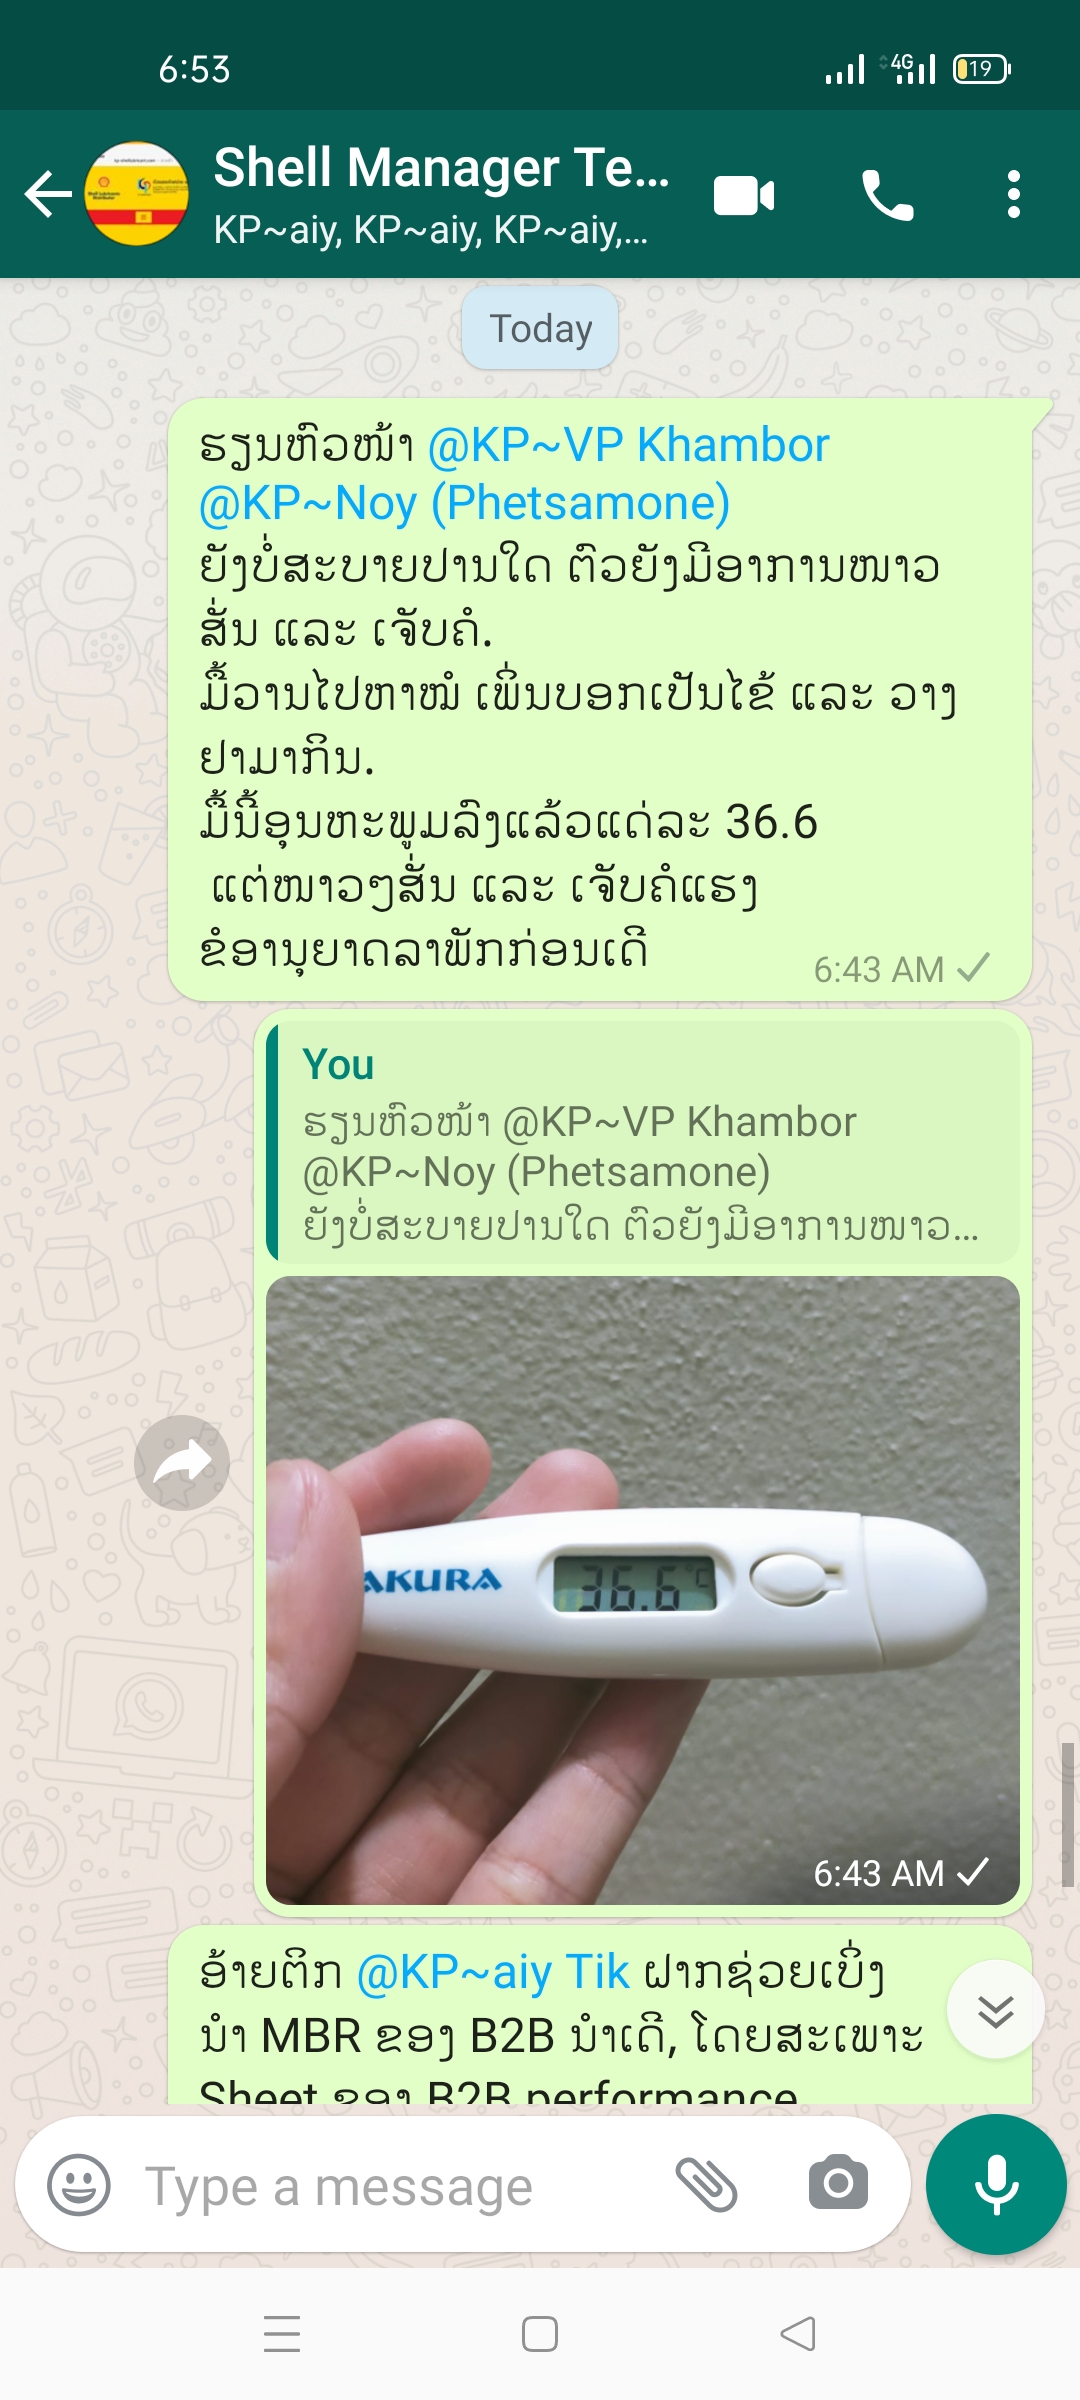 6:53
4G
19
Shell Manager Te...
KP~aiy, KP~aiy, KP~aiy,...
Today
ຮຽນຫົວໜ້າ @KP~VP Khambor
@KP~Noy (Phetsamone)
ຍັງບໍ່ສະບາຍປານໃດ ຕົວຍັງມີອາການໜາວ
ສັ່ນ ແລະ ເຈັບຄໍ.
ມື້ວານໄປຫາໝໍ ເພິ່ນບອກເປັນໄຂ້ ແລະ ວາງ
ຢາມາກິນ.
ມື້ນີ້ອຸນຫະພູມລົງແລ້ວແດ່ລະ 36.6
ແຕ່ໜາວໆສັ່ນ ແລະ ເຈັບຄໍແຮງ
ຂໍອານຸຍາດລາພັກກ່ອນເດີ
6:43 AM
You
ຮຽນຫົວໜ້າ @KP~VP Khambor
@KP~Noy (Phetsamone)
ຍັງບໍ່ສະບາຍປານໃດ ຕົວຍັງມີອາການໜາວ...
AKURA 36.6 °C
6:43 AM
ອ້າຍຕິກ @KP~aiy Tik ຝາກຊ່ວຍເບິ່ງ
ນຳ MBR ຂອງ B2B ນຳເດີ, ໂດຍສະເພາະ
Sheet ຂອງ B2B performance
Type a message